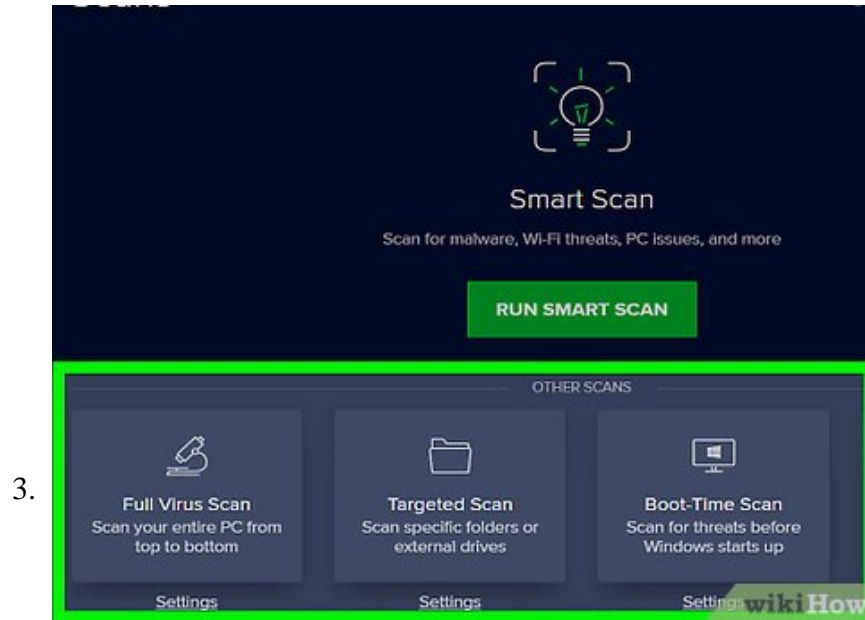 Smart Scan
Scan for malware, Wi-Fi threats, PC issues, and more
RUN SMART SCAN
OTHER SCANS
3.
Full Virus Scan
Scan your entire PC from
top to bottom
Settings
Targeted Scan
Scan specific folders or
external drives
Settings
Boot-Time Scan
Scan for threats before
Windows starts up
Settings
wikiHow